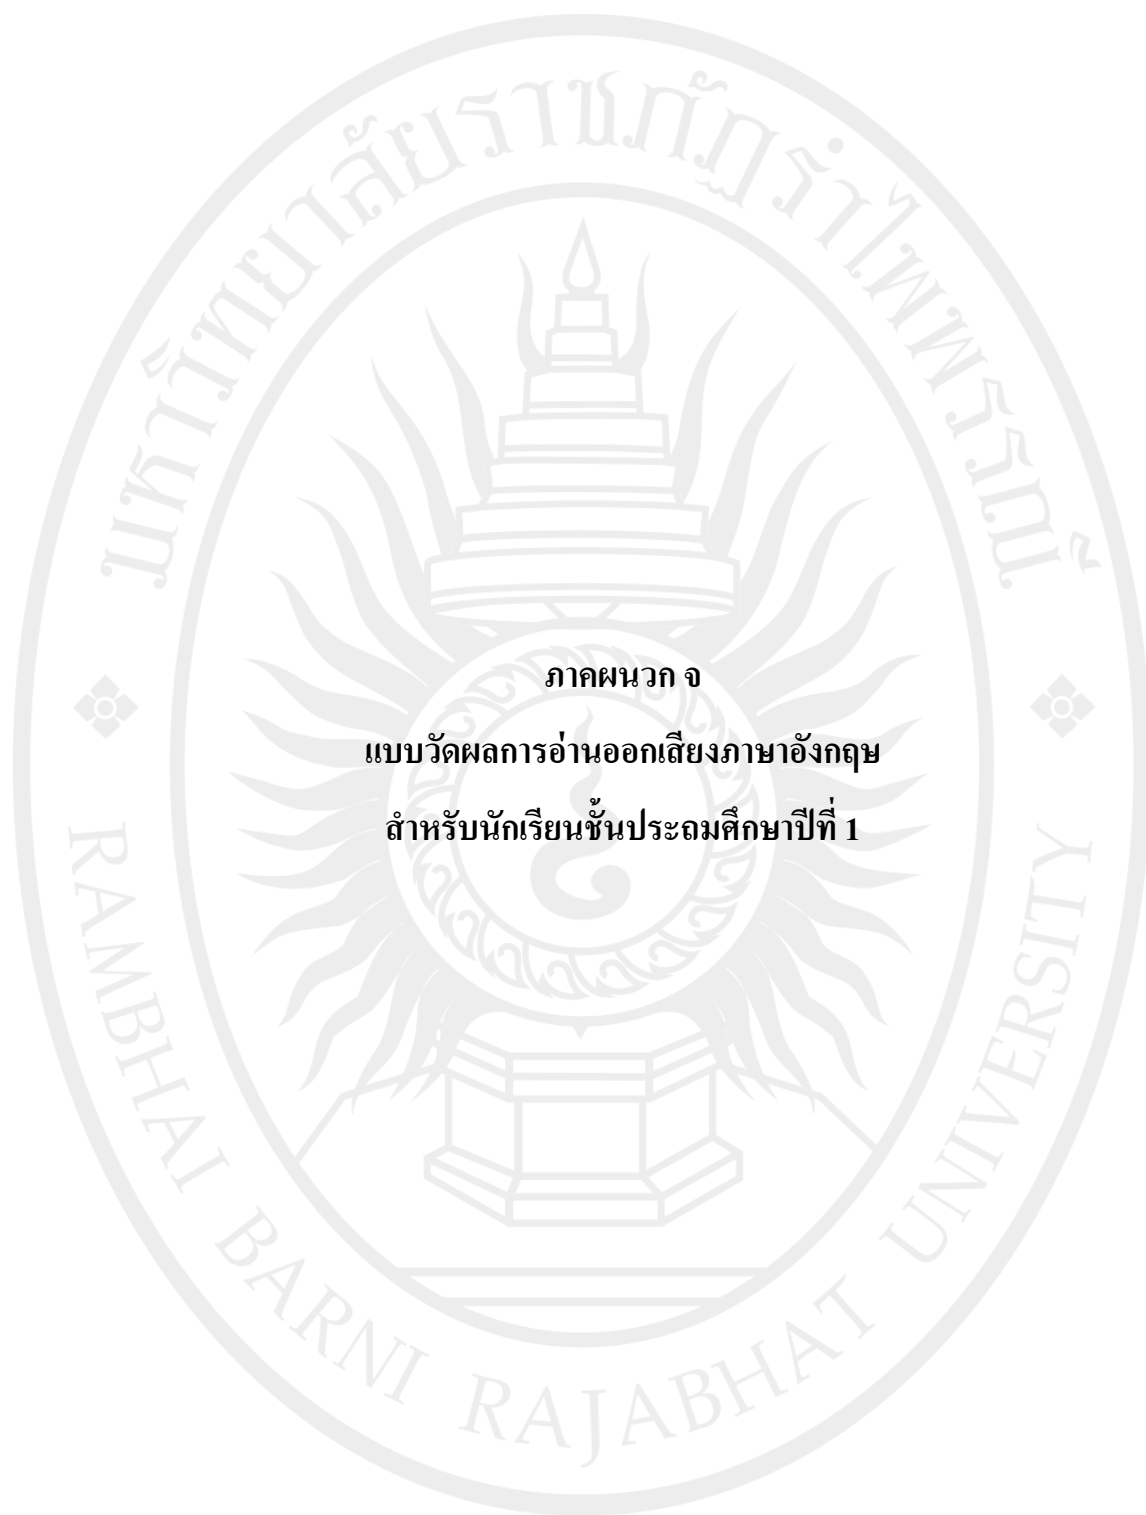 มหาวิทยาลัยราชภัฏรำไพพรรณี
ภาคผนวก จ
แบบวัดผลการอ่านออกเสียงภาษาอังกฤษ
สำหรับนักเรียนชั้นประถมศึกษาปีที่ 1
RAMBHAI BARNI RAJABHAT UNIVERSITY